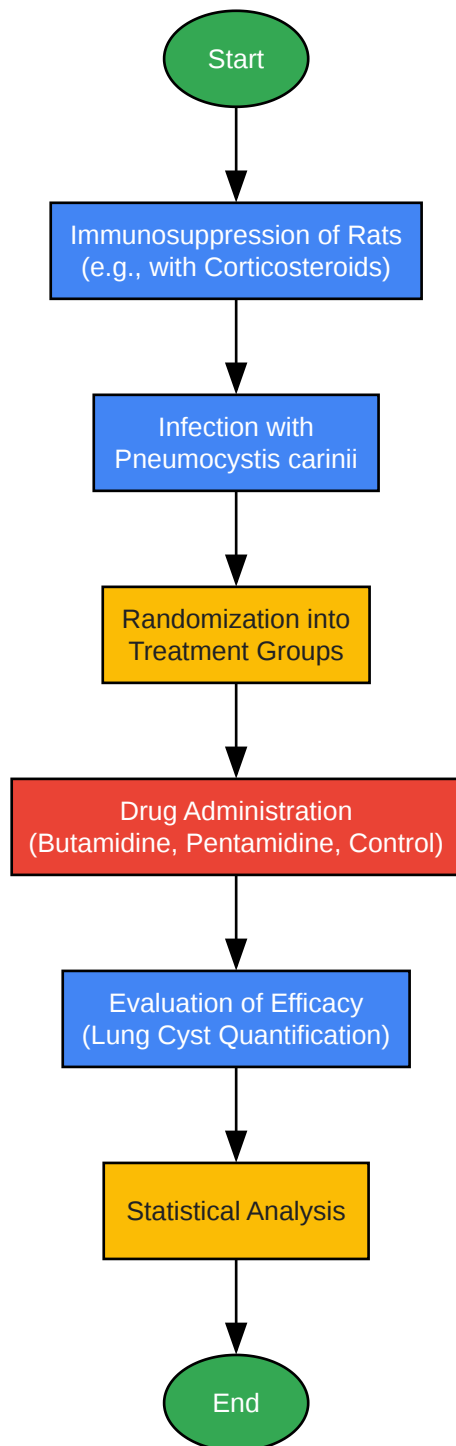 Start
Immunosuppression of Rats
(e.g., with Corticosteroids)
Infection with
Pneumocystis carinii
Randomization into
Treatment Groups
Drug Administration
(Butamidine, Pentamidine, Control)
Evaluation of Efficacy
(Lung Cyst Quantification)
Statistical Analysis
End